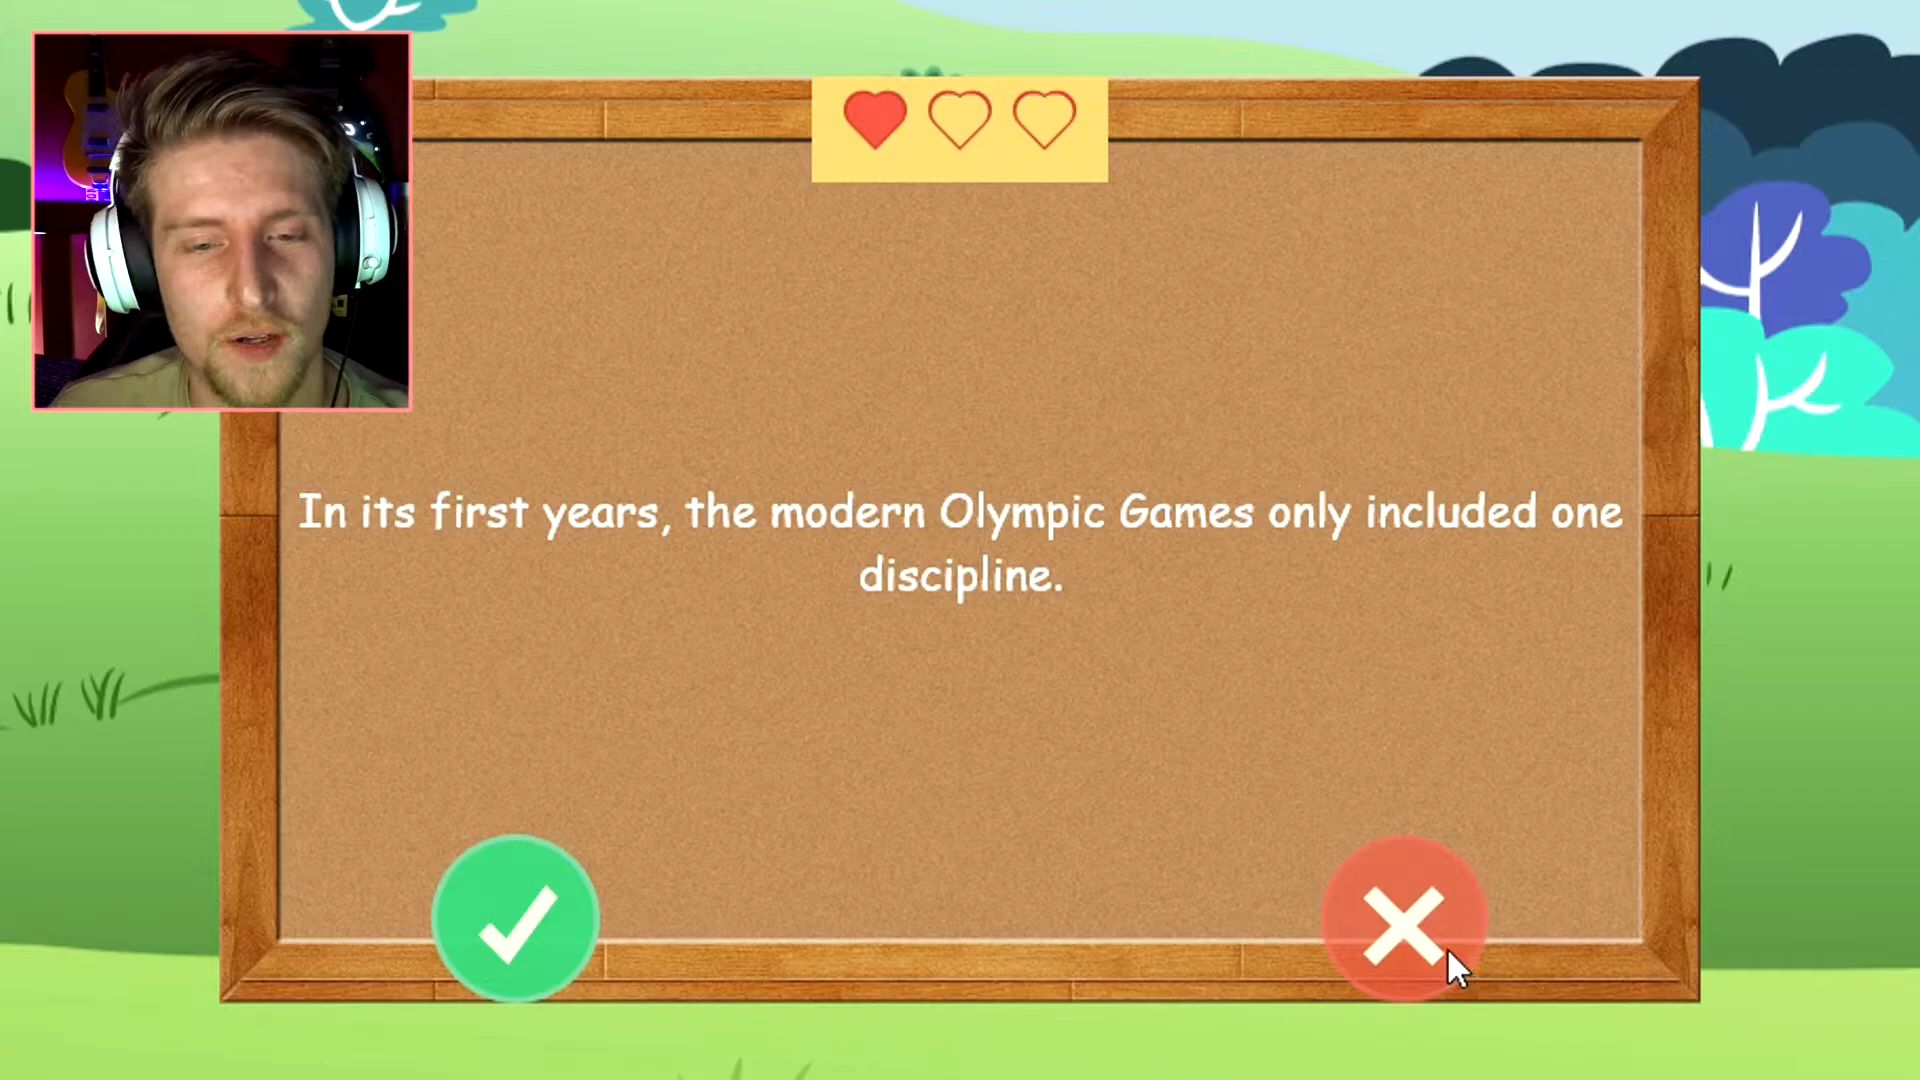 In its first years, the modern Olympic Games only included one
discipline.